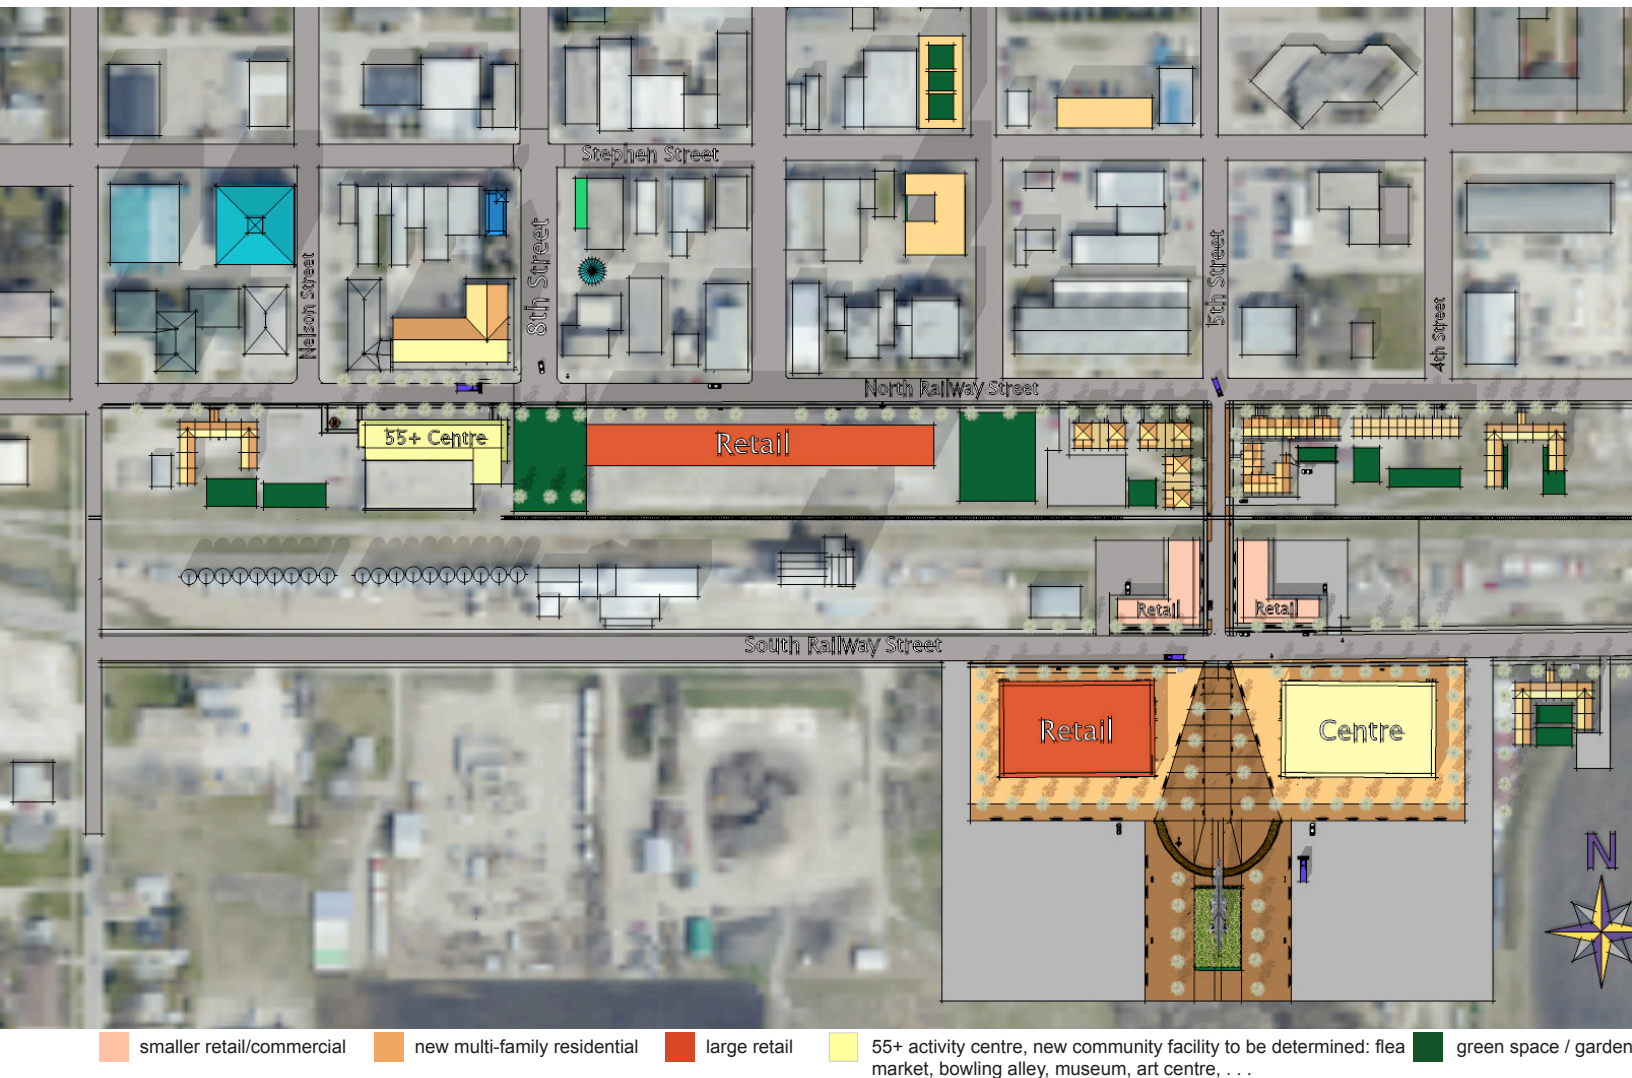 Stephen Street
8th Street
Nelson Street
5th Street
4th Street
North Railway Street
55+ Centre
Retail
Retail
Retail
South Railway Street
Retail
Centre
N
smaller retail/commercial
new multi-family residential
large retail
55+ activity centre, new community facility to be determined: flea
market, bowling alley, museum, art centre, . . .
green space / garden